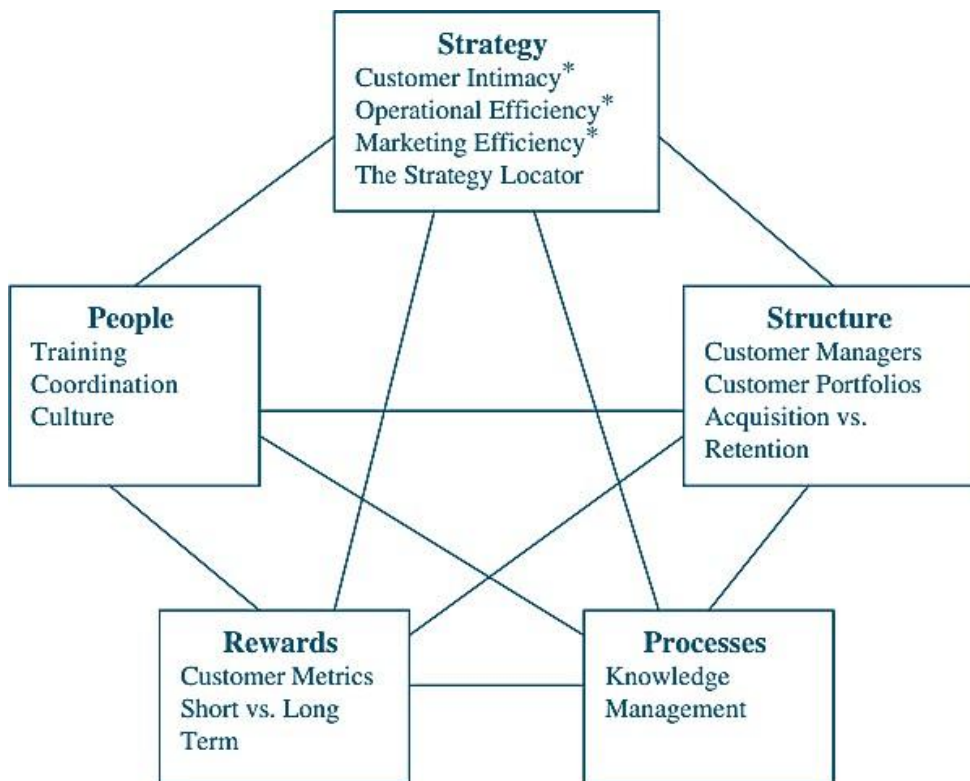 Strategy
Customer Intimacy*
Operational Efficiency*
Marketing Efficiency*
The Strategy Locator
People
Training
Coordination
Culture
Structure
Customer Managers
Customer Portfolios
Acquisition vs.
Retention
Rewards
Customer Metrics
Short vs. Long
Term
Processes
Knowledge
Management